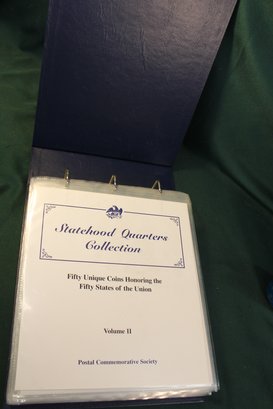 Statehood Quarters
Collection
Fifty Unique Coins Honoring the
Fifty States of the Union
Volume II
Postal Commemorative Society